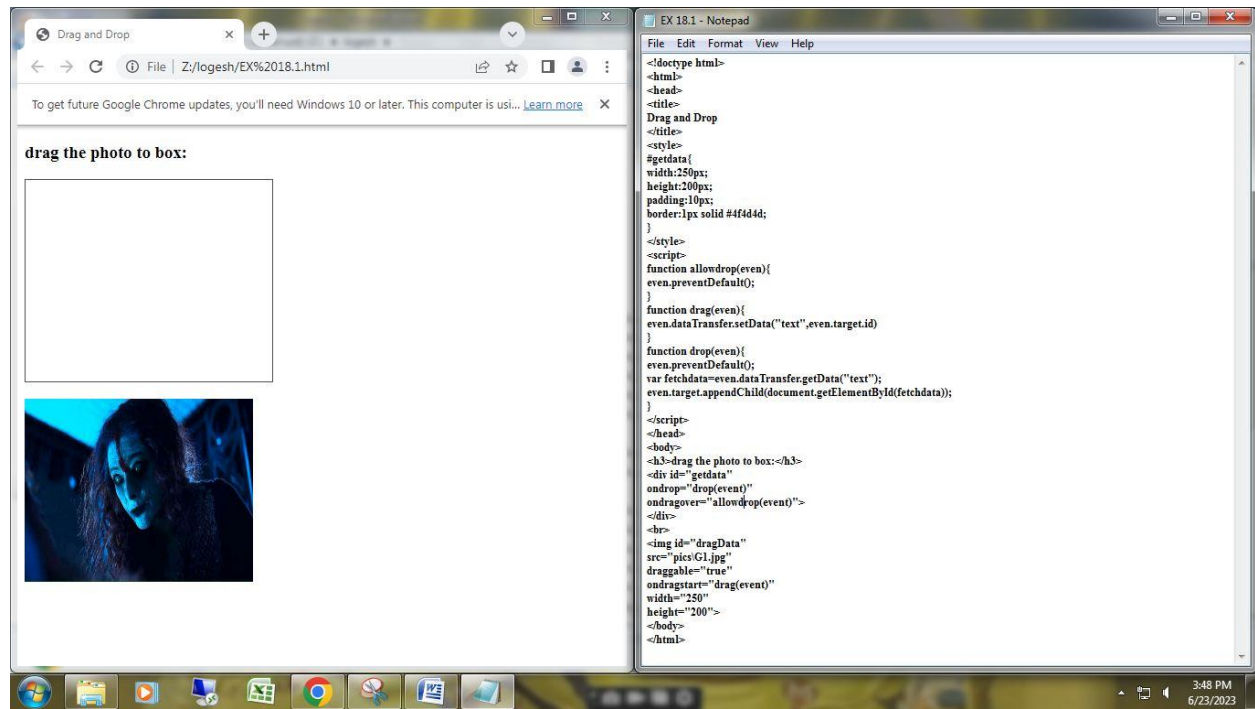 Drag and Drop
File | Z:/logesh/EX%2018.1.html
To get future Google Chrome updates, you'll need Windows 10 or later. This computer is usi... Learn more
drag the photo to box:
EX 18.1 - Notepad
File Edit Format View Help
<!doctype html>
<html>
<head>
<title>
Drag and Drop
</title>
<style>
#getdata{
width:250px;
height:200px;
padding:10px;
border:1px solid #4f4d4d;
}
</style>
<script>
function allowdrop(even){
even.preventDefault();
}
function drag(even){
even.dataTransfer.setData("text",even.target.id)
}
function drop(even){
even.preventDefault();
var fetchdata=even.dataTransfer.getData("text");
even.target.appendChild(document.getElementById(fetchdata));
}
</script>
</head>
<body>
<h3>drag the photo to box:</h3>
<div id="getdata"
ondrop="drop(event)"
ondragover="allowdrop(event)">
</div>
<br>
<img id="dragData"
src="pics\G1.jpg"
draggable="true"
ondragstart="drag(event)"
width="250"
height="200">
</body>
</html>
3:48 PM
6/23/2023